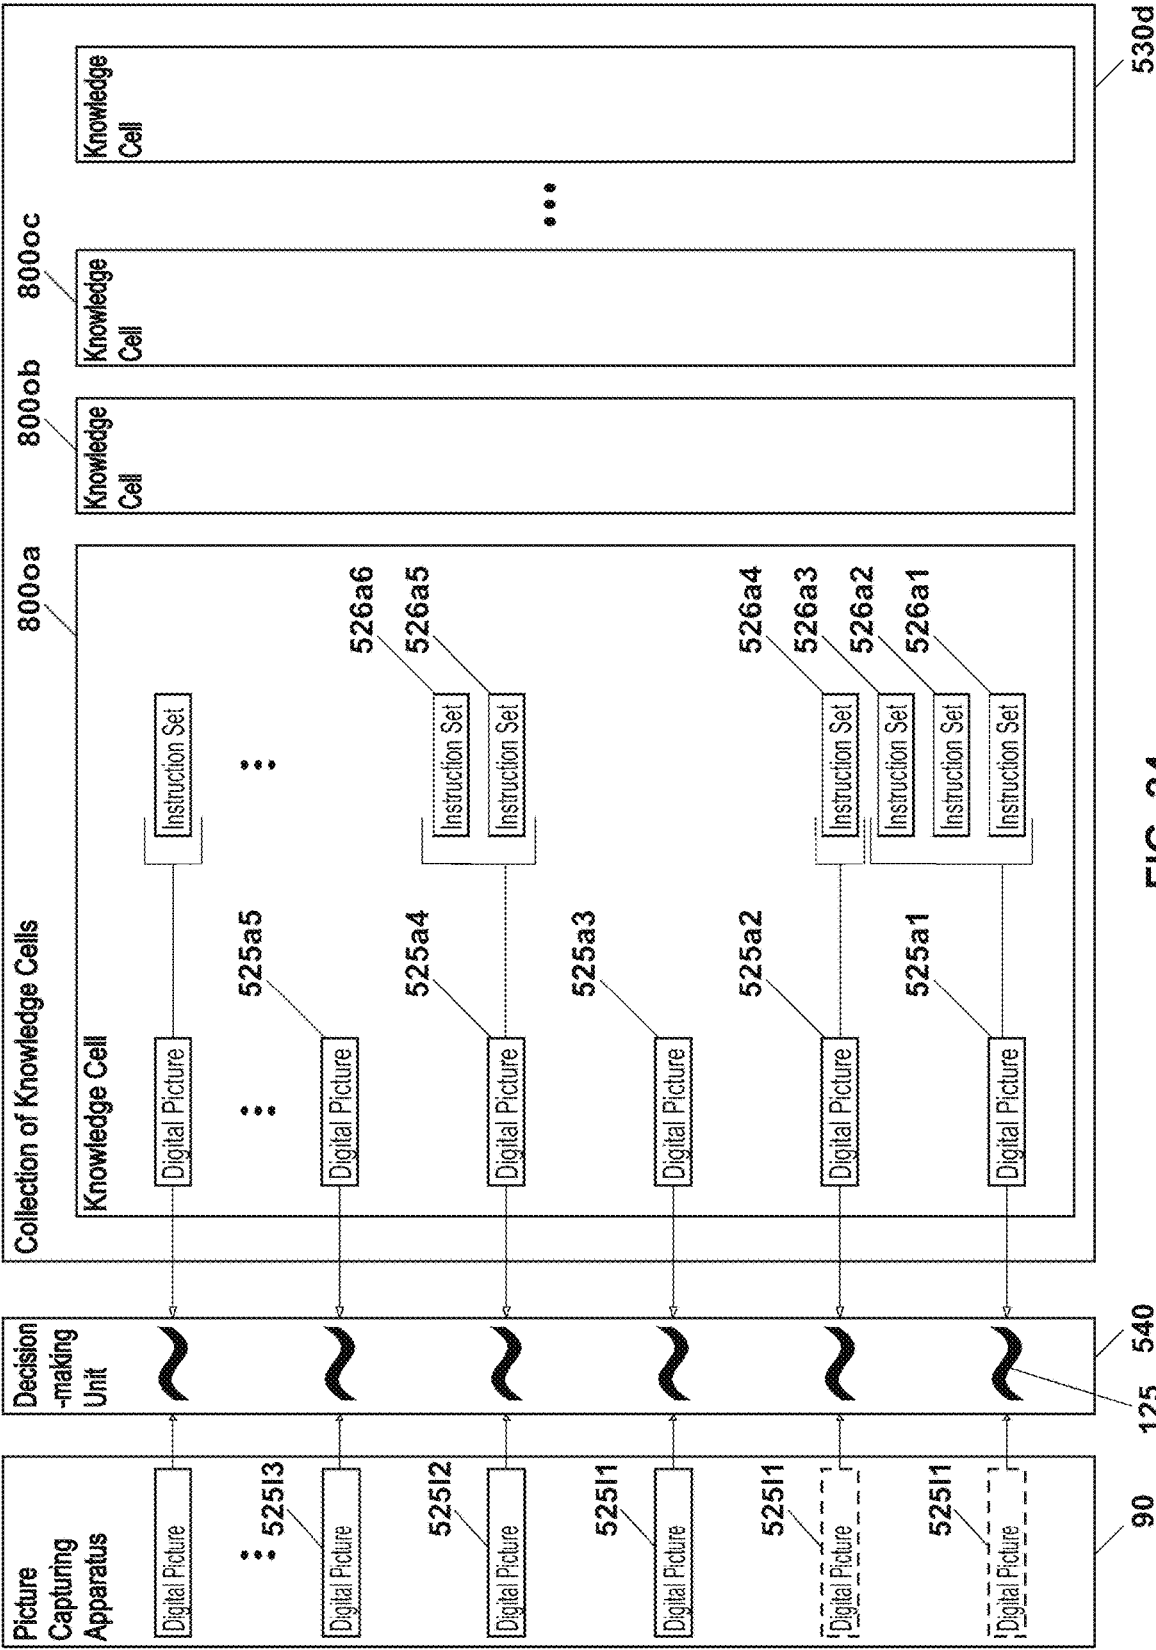 Picture
Capturing
Apparatus
Decision
-making
Unit
Collection of Knowledge Cells
800oa
800ob
800oc
Knowledge Cell
Knowledge
Cell
Knowledge
Cell
Knowledge
Cell
Digital Picture
Digital Picture
Instruction Set
...
...
...
525l3
525a5
Digital Picture
Digital Picture
526a6
525l2
525a4
526a5
Instruction Set
Digital Picture
Digital Picture
Instruction Set
...
525l1
525a3
Digital Picture
Digital Picture
525l1
525a2
526a4
Digital Picture
Digital Picture
Instruction Set
526a3
Instruction Set
526a2
525l1
525a1
526a1
Instruction Set
Digital Picture
Digital Picture
Instruction Set
90
125
540
530d